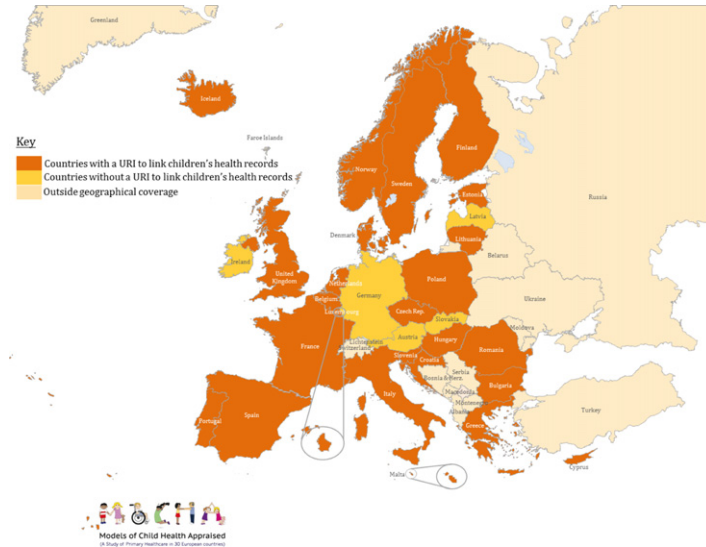 Greenland
Iceland
Faroe Islands
Key
Countries with a URI to link children's health records
Countries without a URI to link children's health records
Outside geographical coverage
Norway
Sweden
Finland
Russia
Estonia
Latvia
Denmark
Lithuania
Belarus
Ireland
United
Kingdom
Netherlands
Poland
Belgium
Germany
Luxembourg
Czech Rep.
Ukraine
Slovakia
Moldova
Liechtenstein
Austria
Switzerland
Hungary
France
Slovenia
Romania
Croatia
Bosnia & Herz.
Serbia
Italy
Montenegro
Bulgaria
Macedonia
Albania
Portugal
Spain
Greece
Turkey
Malta
Cyprus
MOCHA
Models of Child Health Appraised
(A Study of Primary Healthcare in 30 European countries)